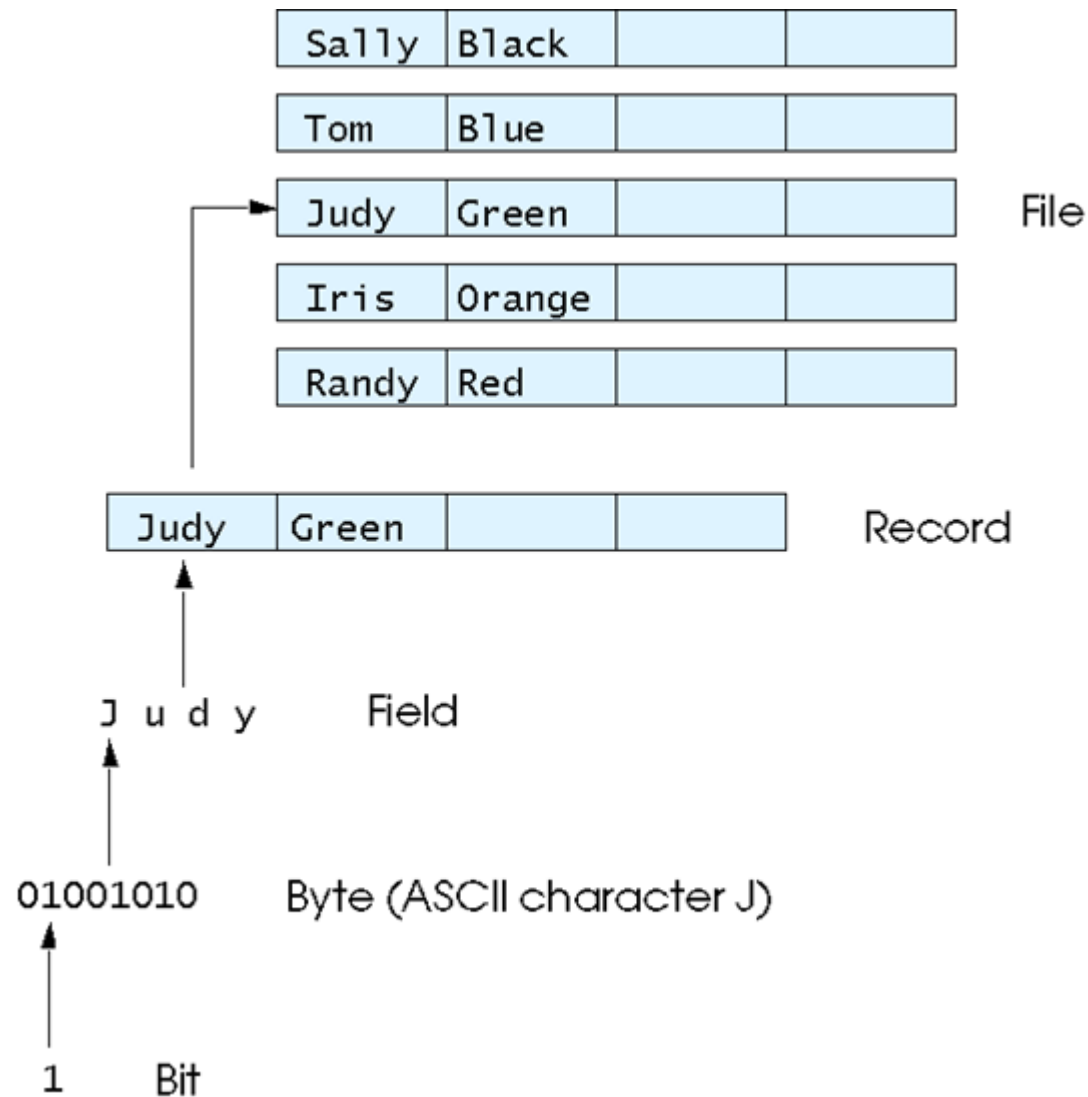 Sally Black
Tom Blue
Judy Green File
Iris Orange
Randy Red
Judy Green Record
J u d y Field
01001010 Byte (ASCII character J)
1 Bit